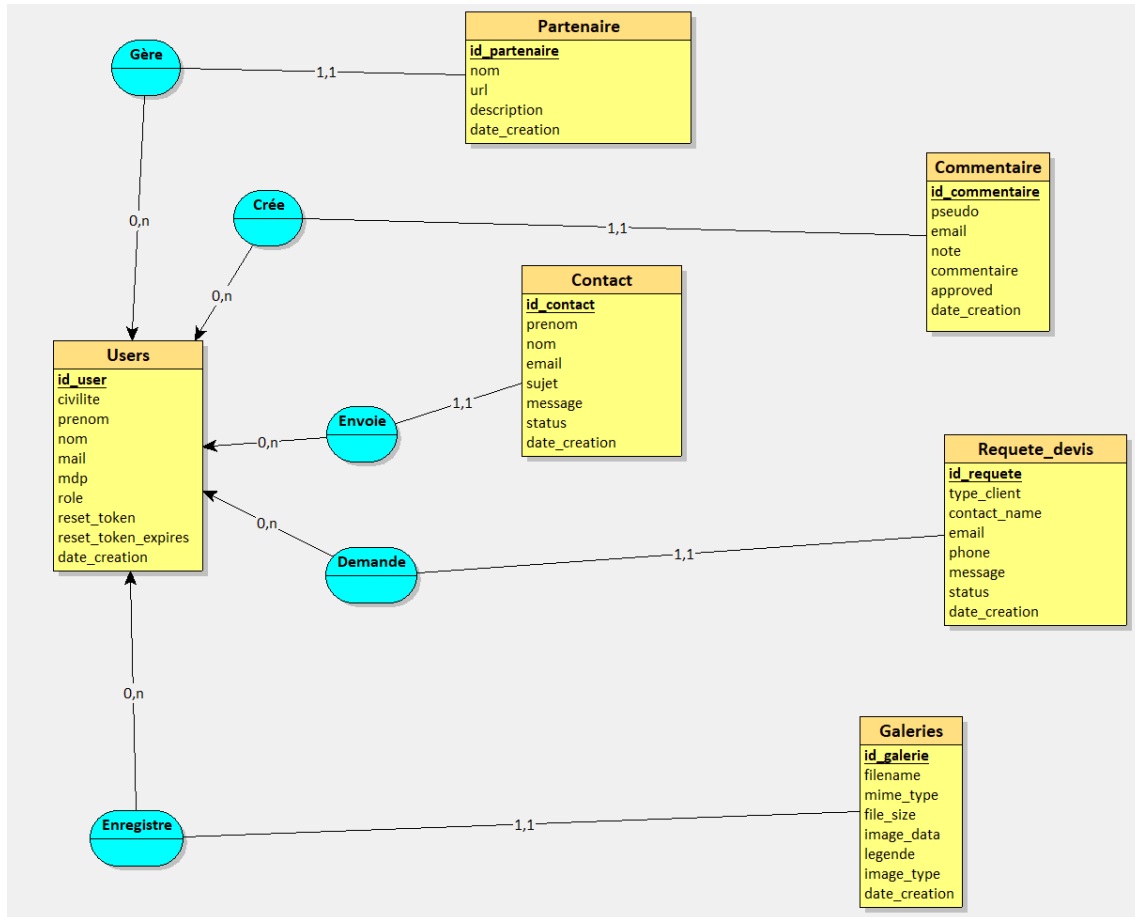 Partenaire
id_partenaire
nom
url
description
date_creation
Gère
1,1
0,n
Commentaire
id_commentaire
pseudo
email
note
commentaire
approved
date_creation
Crée
1,1
0,n
Contact
id_contact
prenom
nom
email
sujet
message
status
date_creation
Users
id_user
civilite
prenom
nom
mail
mdp
role
reset_token
reset_token_expires
date_creation
Envoie
1,1
0,n
Requete_devis
id_requete
type_client
contact_name
email
phone
message
status
date_creation
Demande
0,n
1,1
0,n
Galeries
id_galerie
filename
mime_type
file_size
image_data
legende
image_type
date_creation
Enregistre
1,1